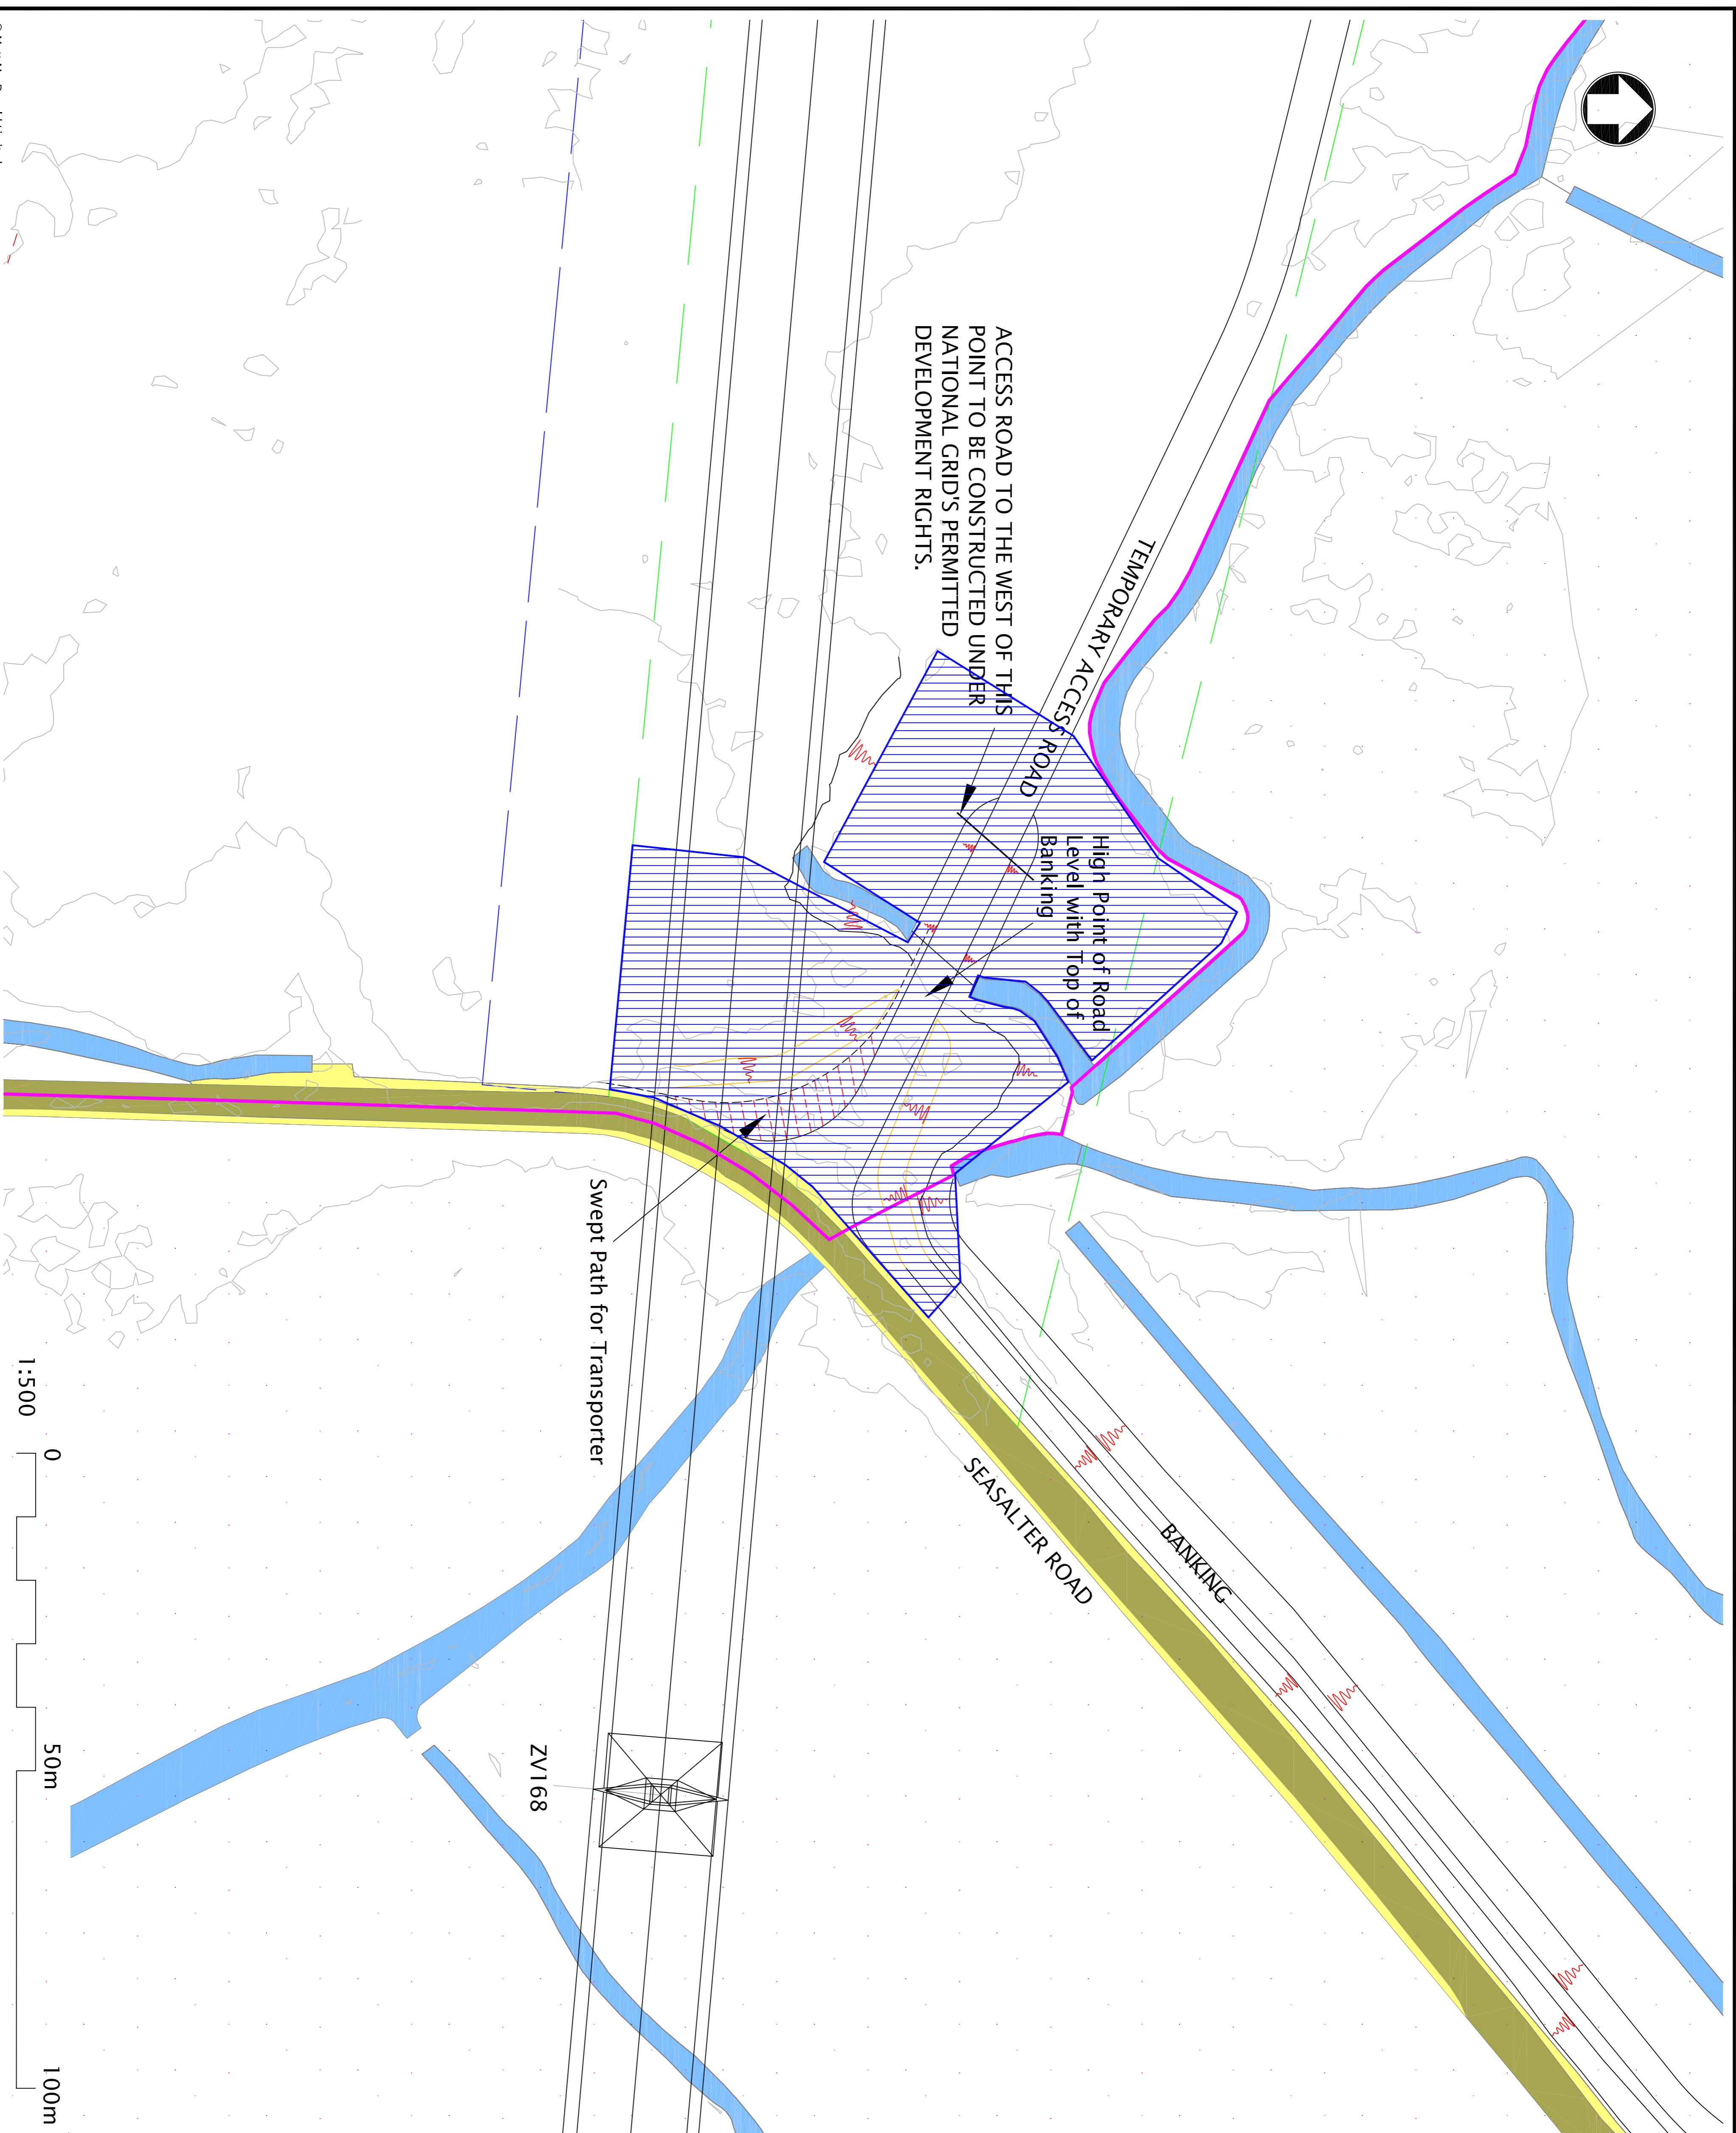 ACCESS ROAD TO THE WEST OF THIS
POINT TO BE CONSTRUCTED UNDER
NATIONAL GRID'S PERMITTED
DEVELOPMENT RIGHTS.
TEMPORARY ACCESS ROAD
High Point of Road
Level with Top of
Banking
Swept Path for Transporter
SEASALTER ROAD
BANKING
ZV168
1:500
0
50m
100m